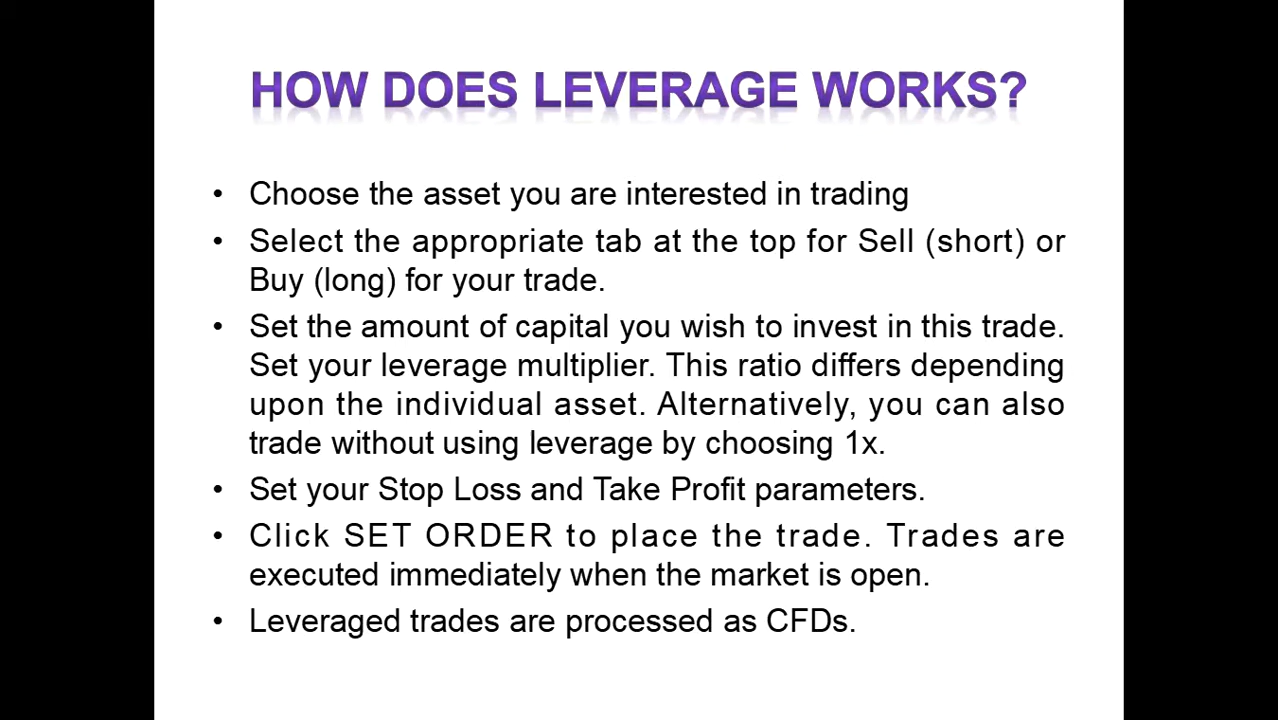 HOW DOES LEVERAGE WORKS?
• Choose the asset you are interested in trading
• Select the appropriate tab at the top for Sell (short) or
Buy (long) for your trade.
• Set the amount of capital you wish to invest in this trade.
Set your leverage multiplier. This ratio differs depending
upon the individual asset. Alternatively, you can also
trade without using leverage by choosing 1x.
• Set your Stop Loss and Take Profit parameters.
• Click SET ORDER to place the trade. Trades are
executed immediately when the market is open.
• Leveraged trades are processed as CFDs.